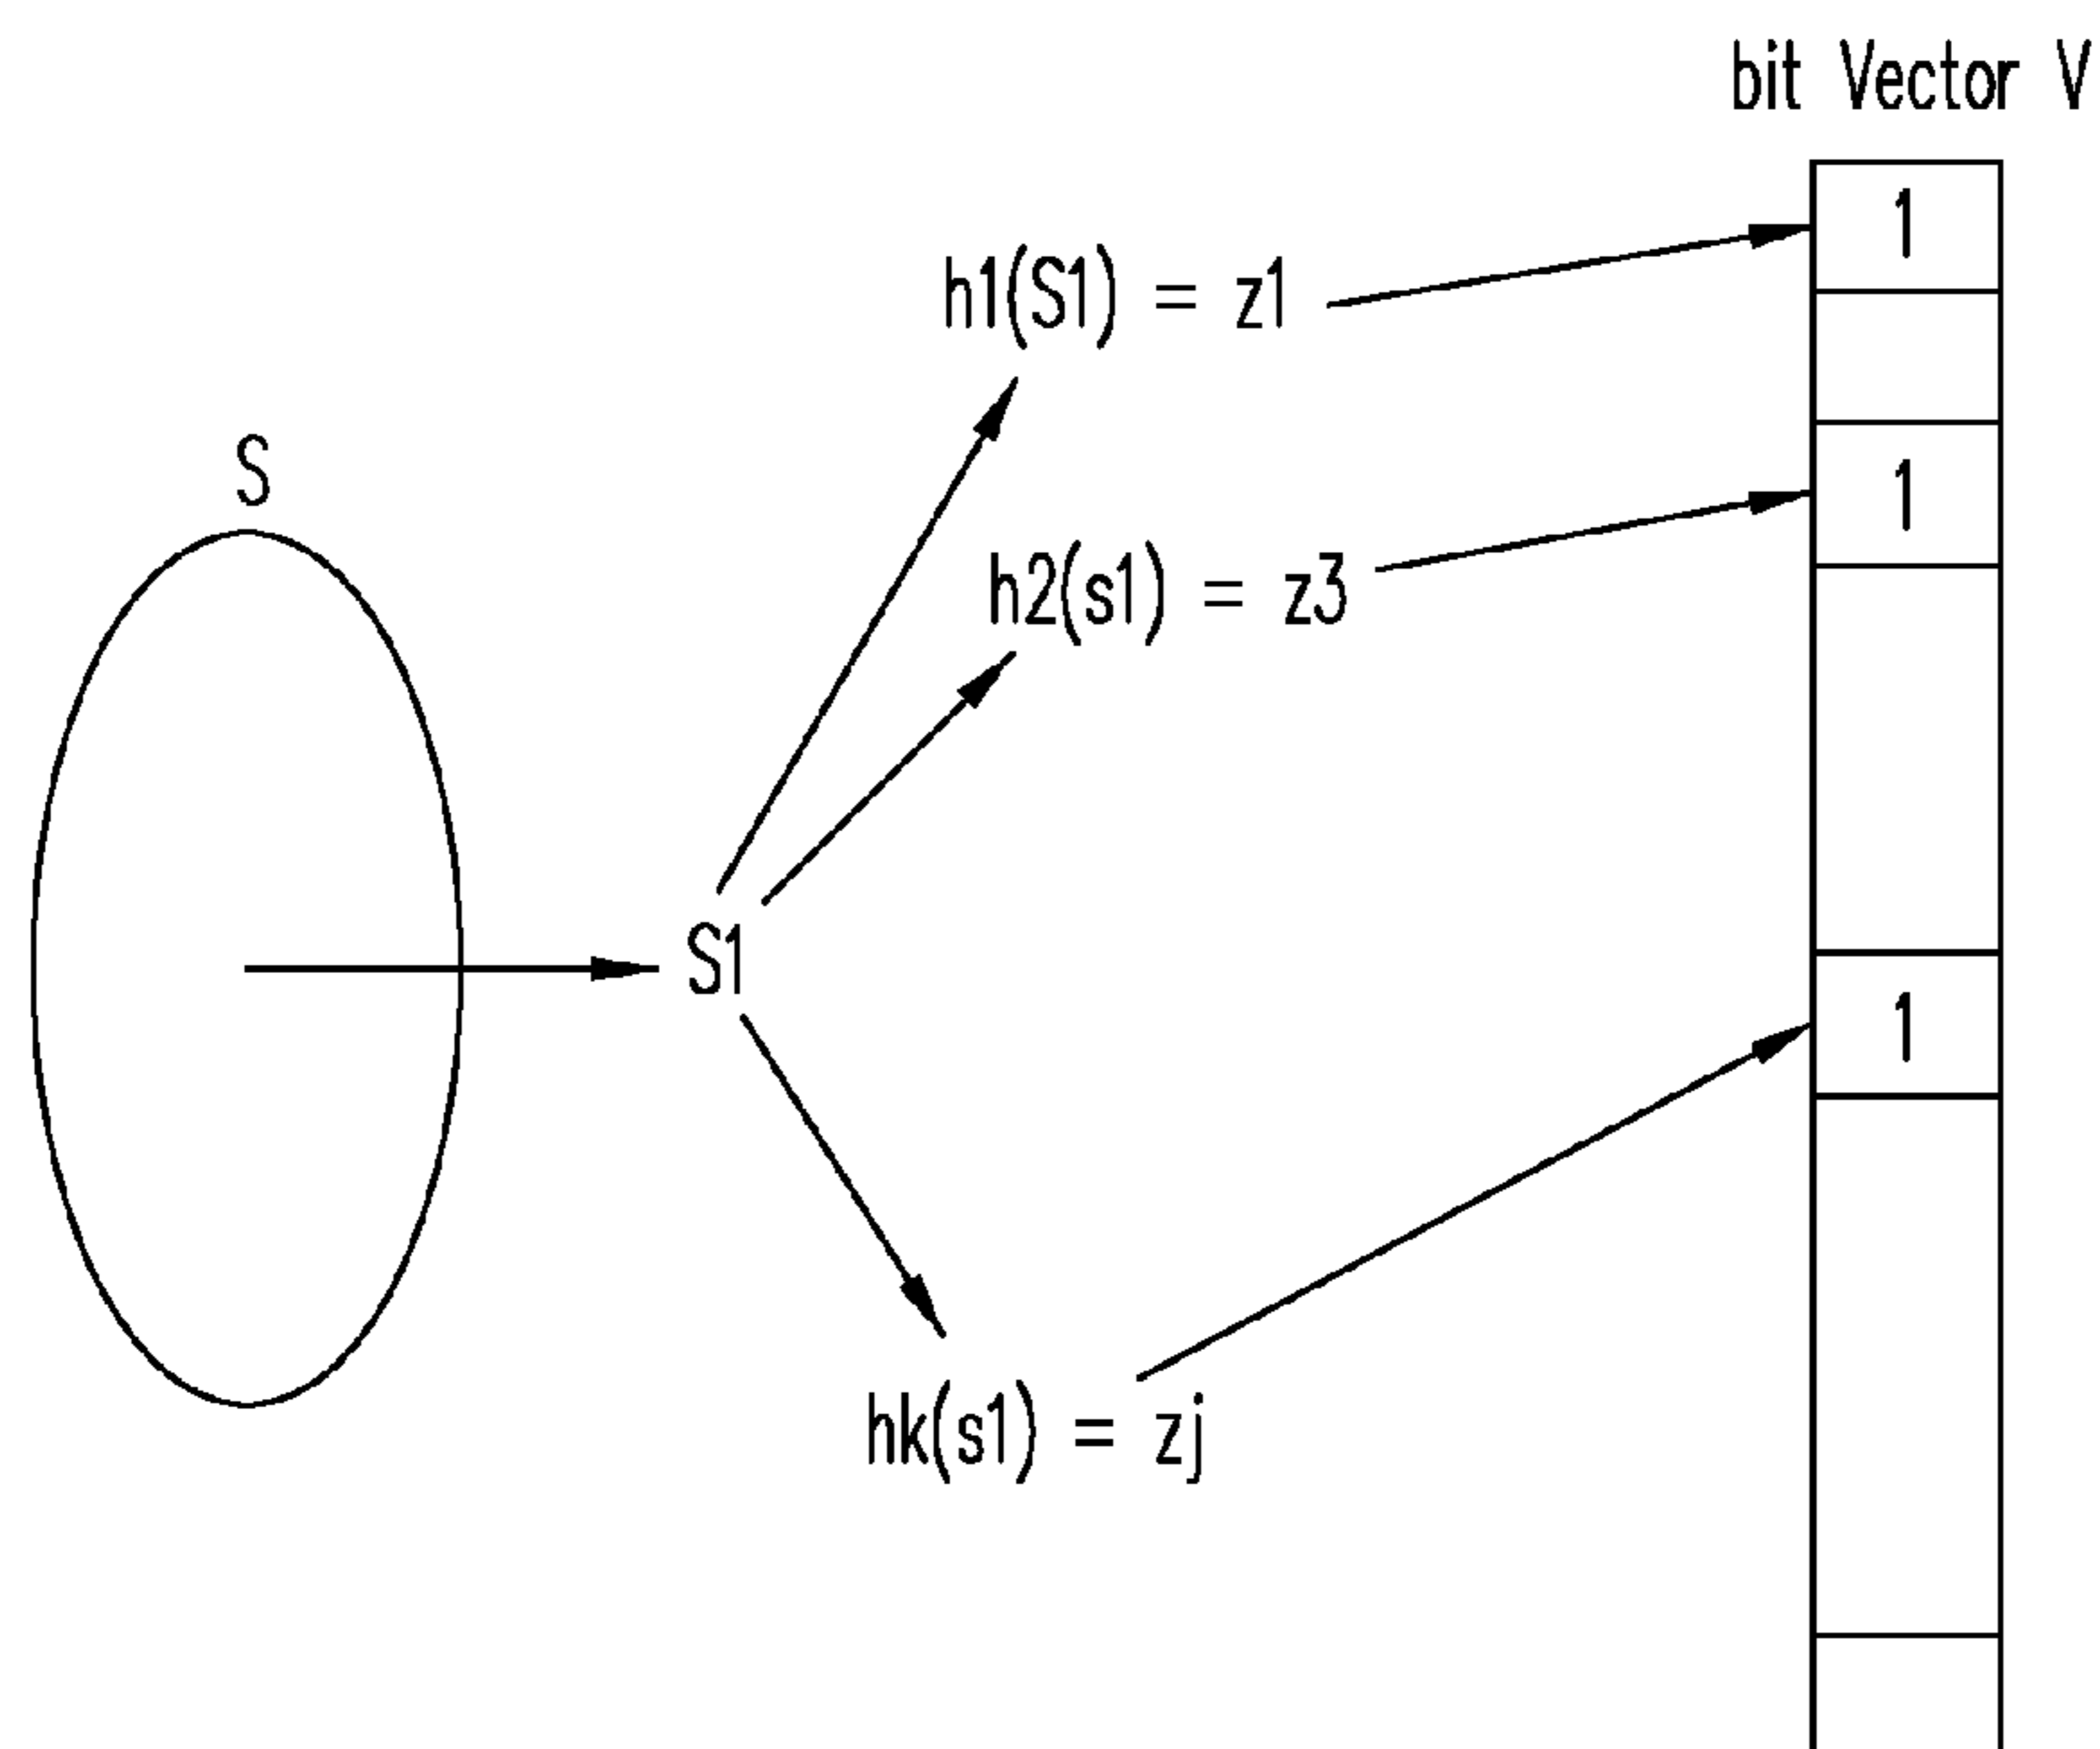 bit Vector V
1
h1(S1) = z1
S
1
h2(s1) = z3
S1
1
hk(s1) = zj